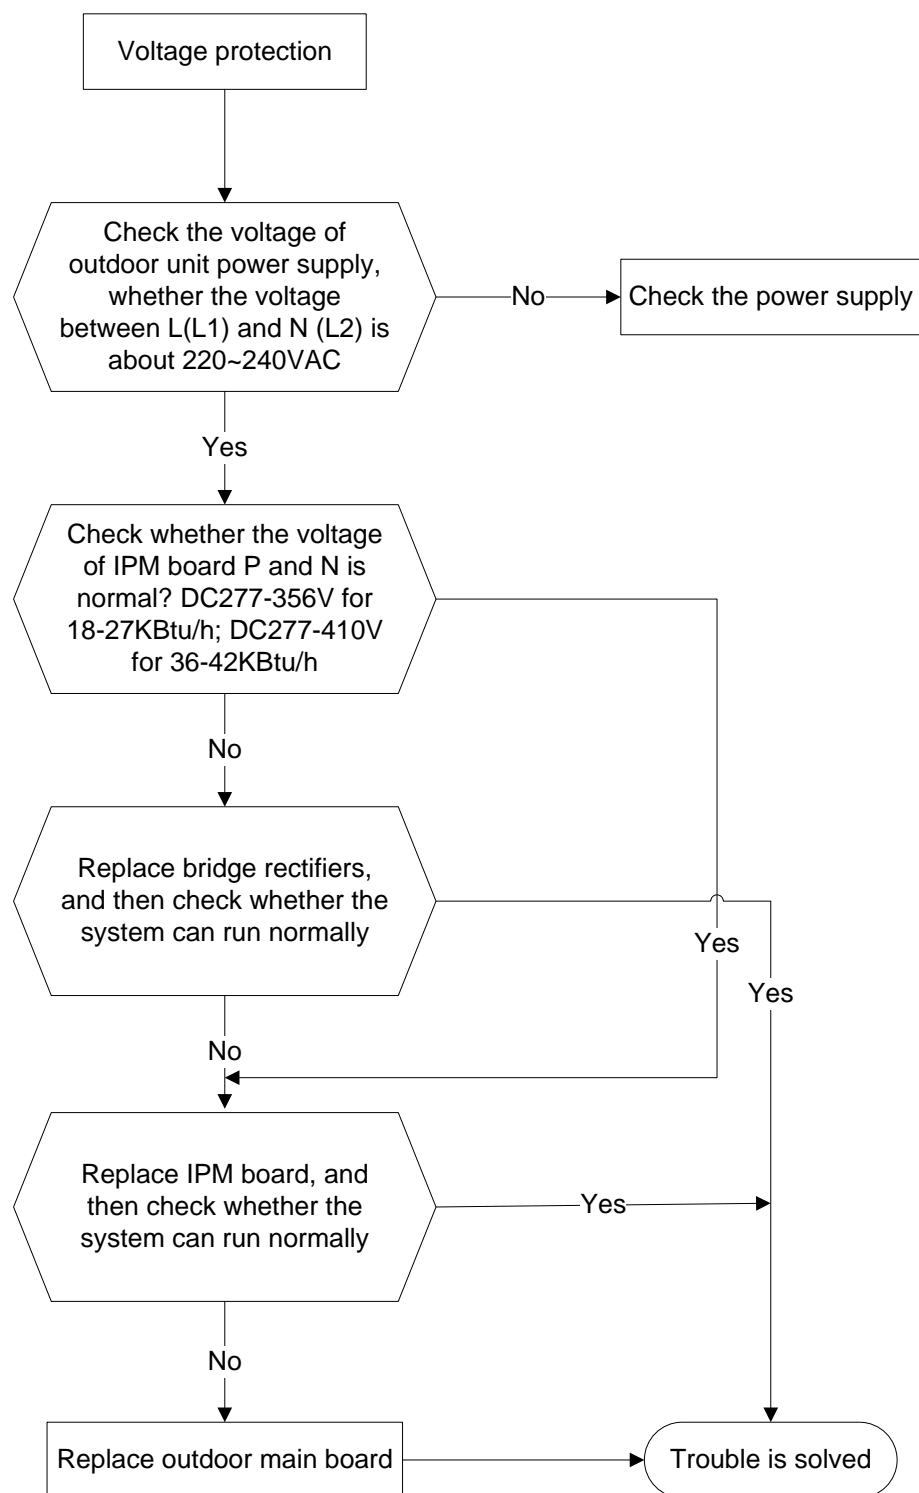 Voltage protection
Check the voltage of
outdoor unit power supply,
whether the voltage
between L(L1) and N (L2) is
about 220~240VAC
No
Check the power supply
Yes
Check whether the voltage
of IPM board P and N is
normal? DC277-356V for
18-27KBtu/h; DC277-410V
for 36-42KBtu/h
No
Replace bridge rectifiers,
and then check whether the
system can run normally
Yes
Yes
No
Replace IPM board, and
then check whether the
system can run normally
Yes
No
Replace outdoor main board
Trouble is solved